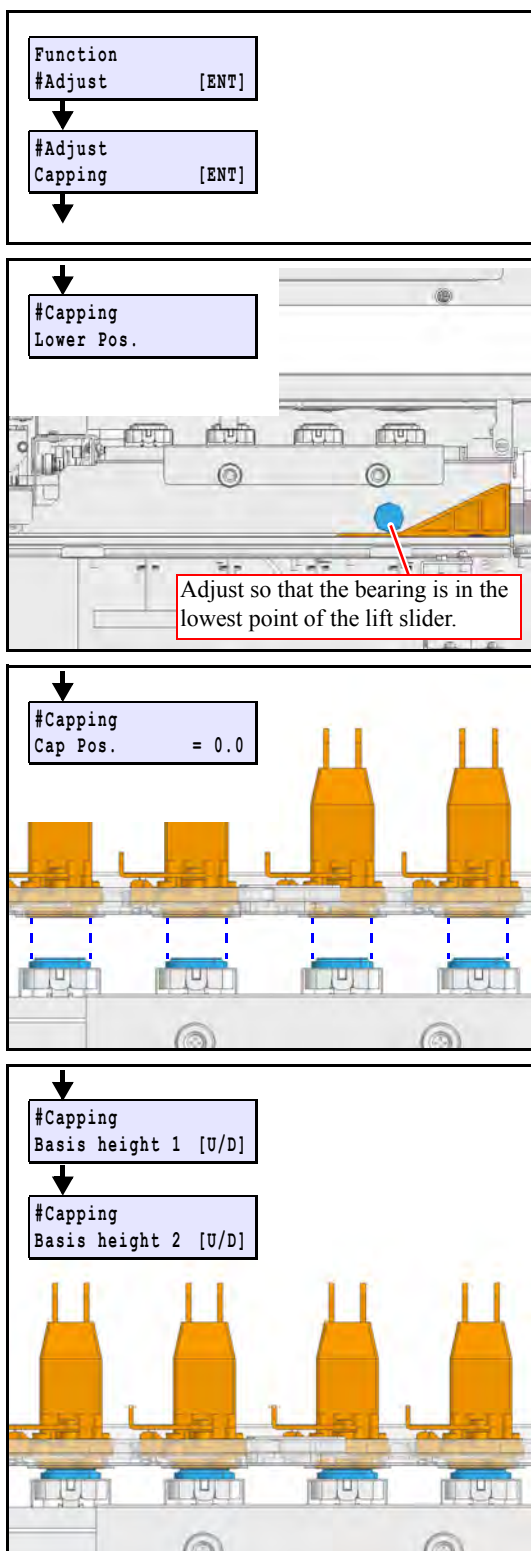 Function
#Adjust [ENT]
#Adjust
Capping [ENT]
#Capping
Lower Pos.
Adjust so that the bearing is in the
lowest point of the lift slider.
#Capping
Cap Pos. = 0.0
#Capping
Basis height 1 [U/D]
#Capping
Basis height 2 [U/D]